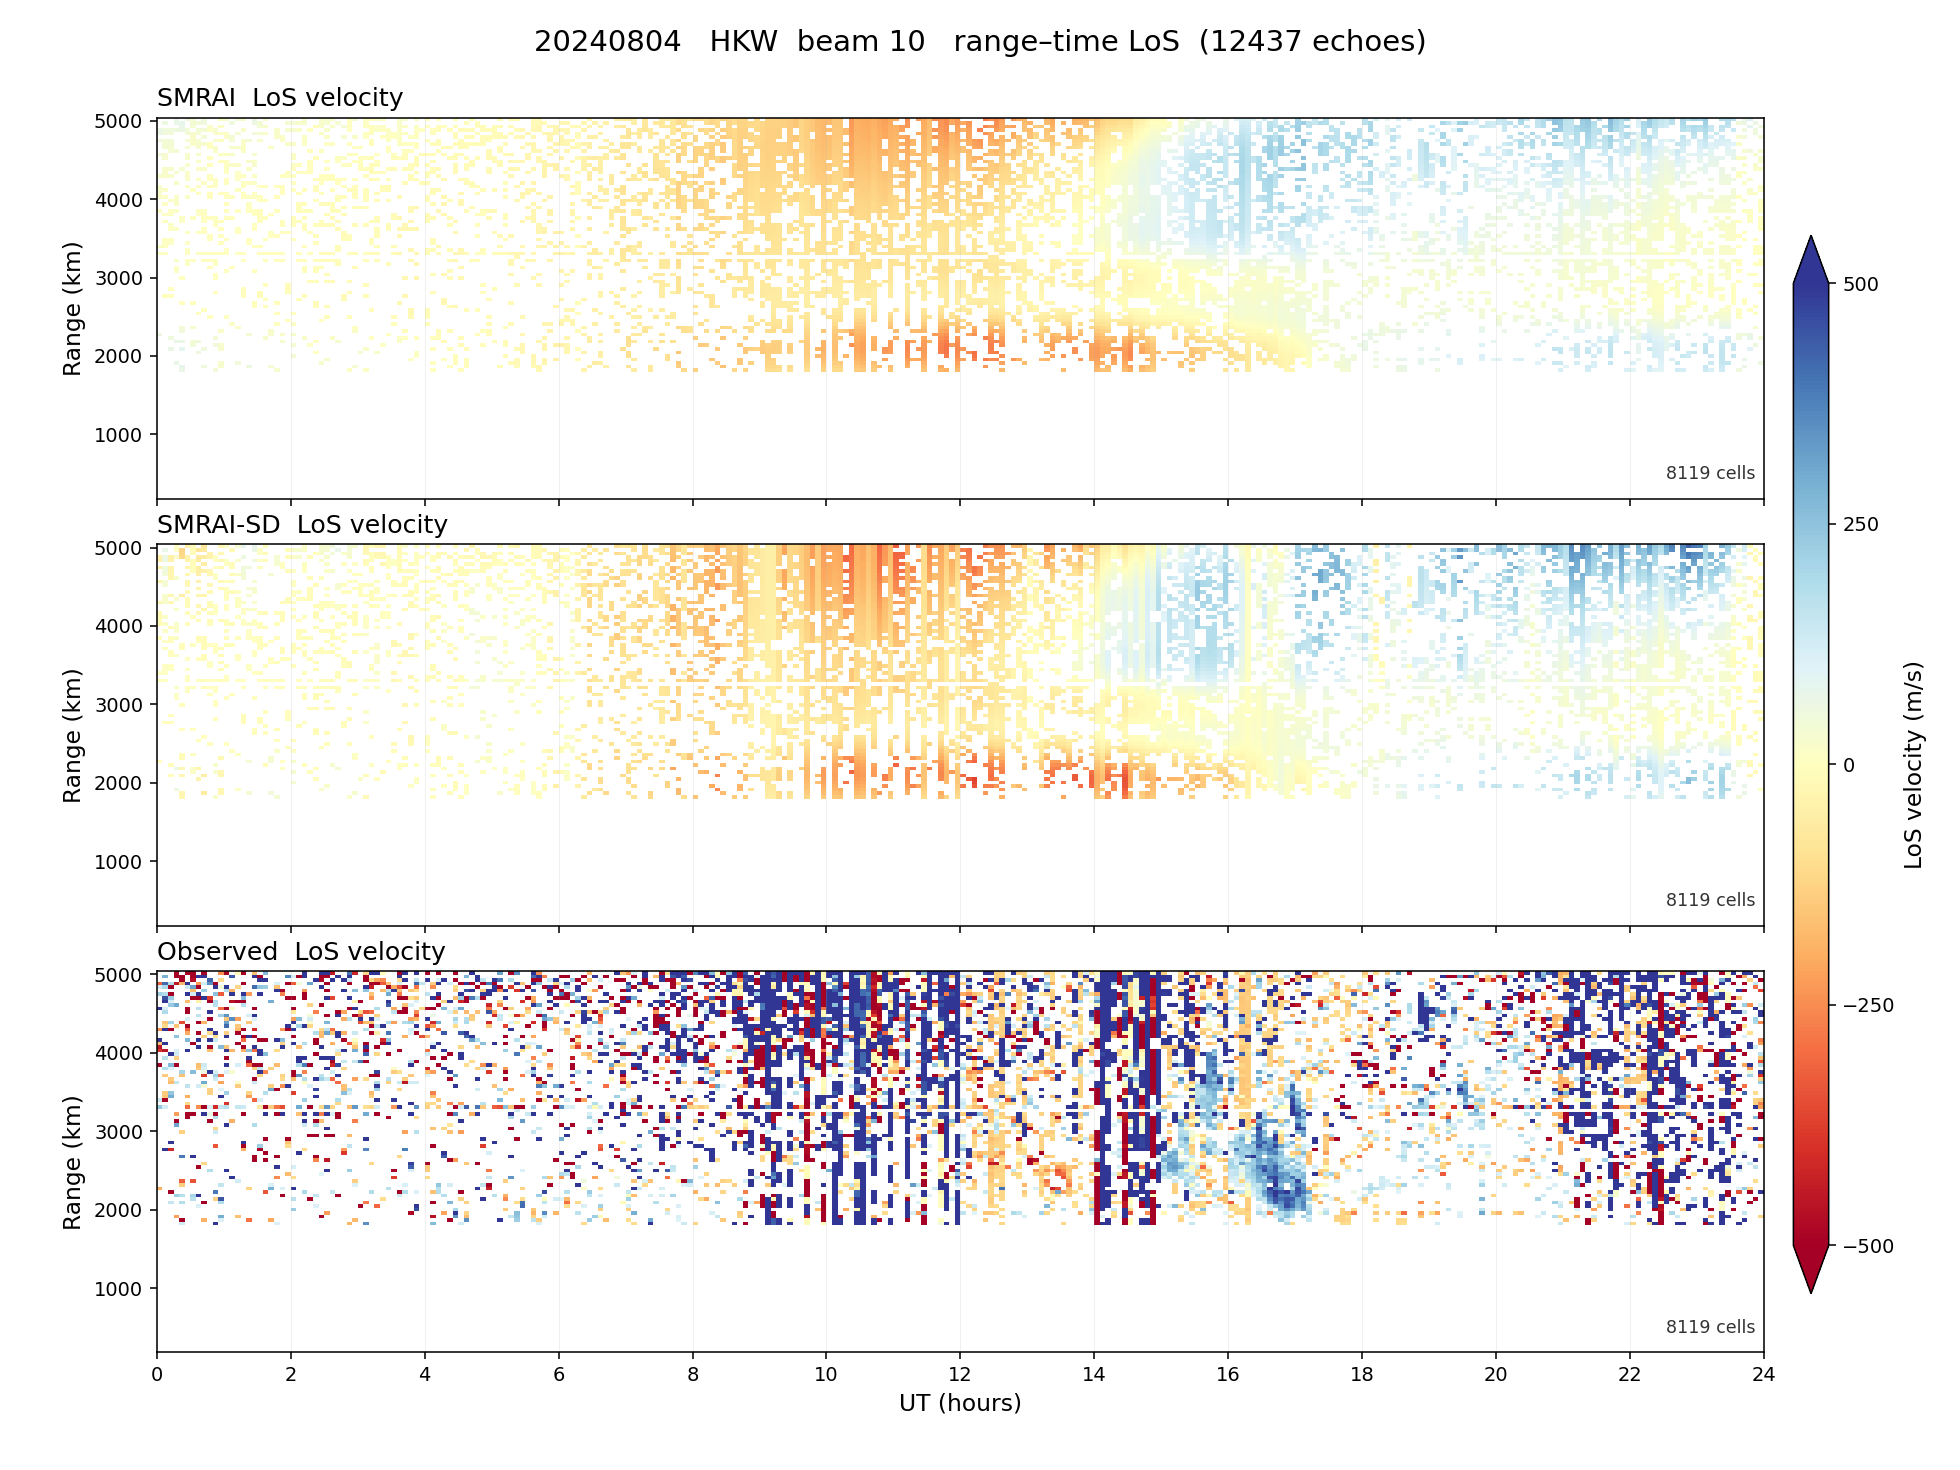 20240804   HKW  beam 10   range–time LoS  (12437 echoes)
SMRAI  LoS velocity
5000
4000
3000
2000
1000
Range (km)
8119 cells
SMRAI-SD  LoS velocity
5000
4000
3000
2000
1000
Range (km)
8119 cells
Observed  LoS velocity
5000
4000
3000
2000
1000
Range (km)
8119 cells
0 2 4 6 8 10 12 14 16 18 20 22 24
UT (hours)
500
250
0
−250
−500
LoS velocity (m/s)